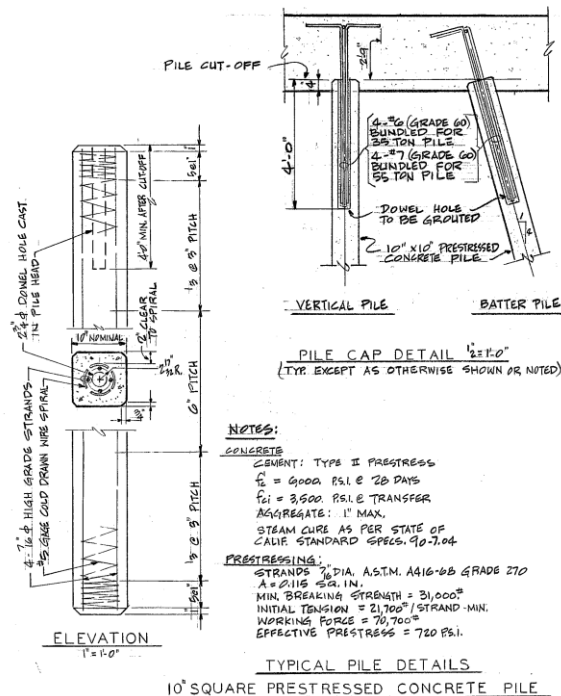 PILE CUT-OFF
2'-9"
4"
4'-0"
4-#6 (GRADE 60)
BUNDLED FOR
35 TON PILE
4-#7 (GRADE 60)
BUNDLED FOR
55 TON PILE
DOWEL HOLE
TO BE GROUTED
10" x10" PRESTRESSED
CONCRETE PILE
VERTICAL PILE
BATTER PILE
PILE CAP DETAIL 1/2"=1'-0"
(TYP. EXCEPT AS OTHERWISE SHOWN OR NOTED)
4'-0" MIN. AFTER CUTOFF
5@1"
13 @ 3" PITCH
2 3/4" φ DOWEL HOLE CAST
IN PILE HEAD
2" CLEAR
TO SPIRAL
10" NOMINAL
6" PITCH
4-7/16" φ HIGH GRADE STRANDS
#5 GAGE COLD DRAWN WIRE SPIRAL
13 @ 3" PITCH
5@1"
ELEVATION
1"=1'-0"
NOTES:
CONCRETE
CEMENT: TYPE II PRESTRESS
f'c = 6000. P.S.I. @ 28 DAYS
f'ci = 3,500. P.S.I. @ TRANSFER
AGGREGATE: 1" MAX.
STEAM CURE AS PER STATE OF
CALIF. STANDARD SPECS. 90-7.04
PRESTRESSING:
STRANDS 7/16" DIA. A.S.T.M. A416-68 GRADE 270
A = 0.115 SQ. IN.
MIN. BREAKING STRENGTH = 31,000#
INITIAL TENSION = 21,700#/STRAND-MIN.
WORKING FORCE = 70,700#
EFFECTIVE PRESTRESS = 720 P.S.I.
TYPICAL PILE DETAILS
10" SQUARE PRESTRESSED CONCRETE PILE